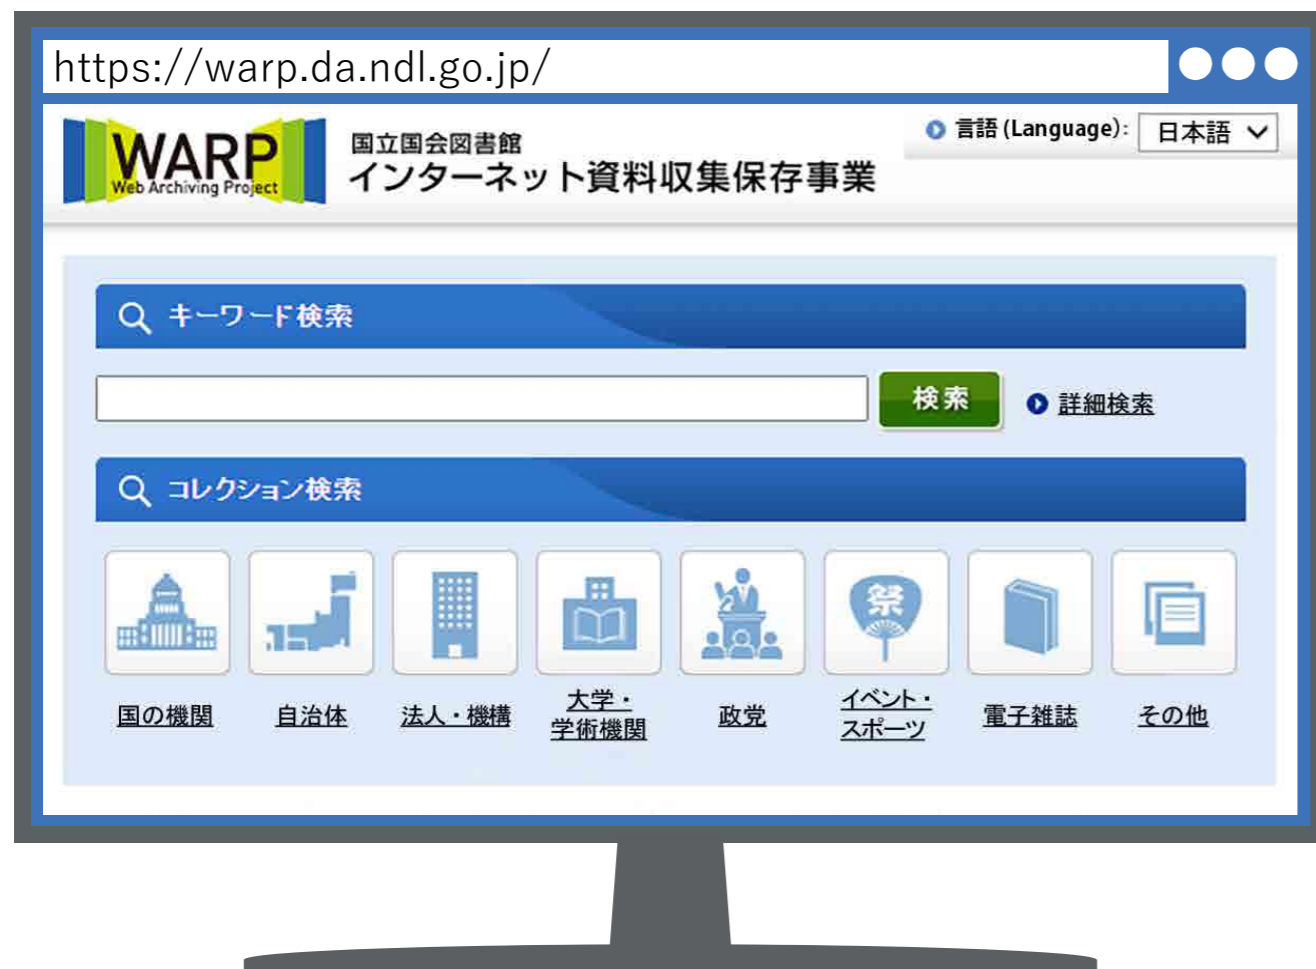 https://warp.da.ndl.go.jp/
WARP
Web Archiving Project
国立国会図書館
インターネット資料収集保存事業
言語 (Language):
日本語
キーワード検索
検索
詳細検索
コレクション検索
祭
国の機関
自治体
法人・機構
大学・
学術機関
政党
イベント・
スポーツ
電子雑誌
その他